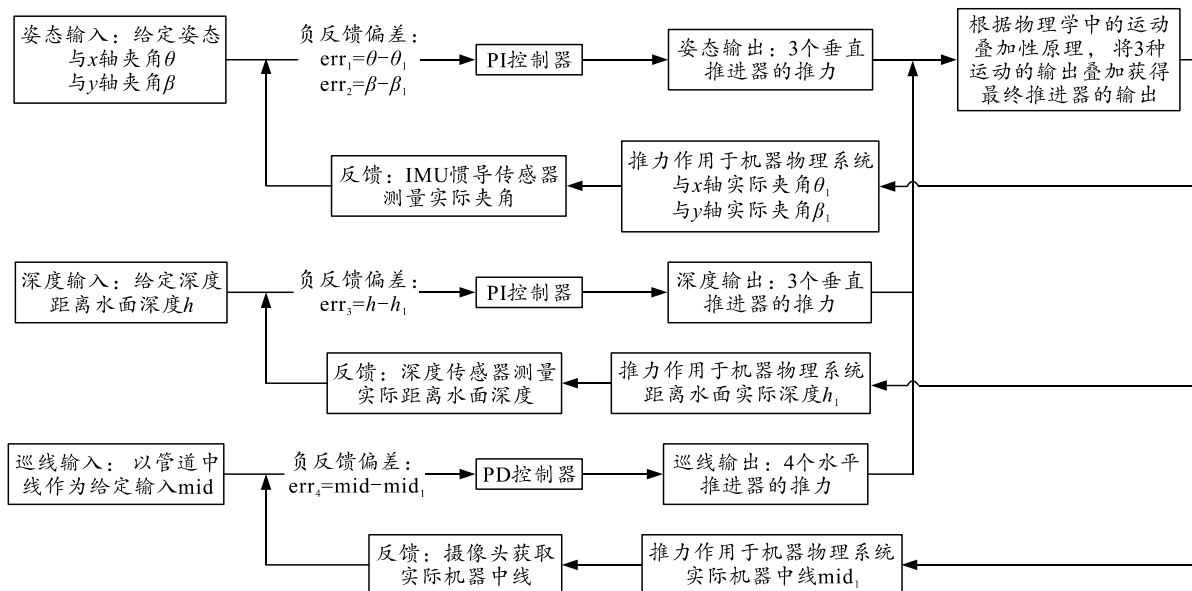 姿态输入：给定姿态
与x轴夹角θ
与y轴夹角β
负反馈偏差：
err₁=θ−θ₁
err₂=β−β₁
PI控制器
姿态输出：3个垂直
推进器的推力
根据物理学中的运动
叠加性原理，将3种
运动的输出叠加获得
最终推进器的输出
反馈：IMU惯导传感器
测量实际夹角
推力作用于机器物理系统
与x轴实际夹角θ₁
与y轴实际夹角β₁
深度输入：给定深度
距离水面深度h
负反馈偏差：
err₃=h−h₁
PI控制器
深度输出：3个垂直
推进器的推力
反馈：深度传感器测量
实际距离水面深度
推力作用于机器物理系统
距离水面实际深度h₁
巡线输入：以管道中
线作为给定输入mid
负反馈偏差：
err₄=mid−mid₁
PD控制器
巡线输出：4个水平
推进器的推力
反馈：摄像头获取
实际机器中线
推力作用于机器物理系统
实际机器中线mid₁